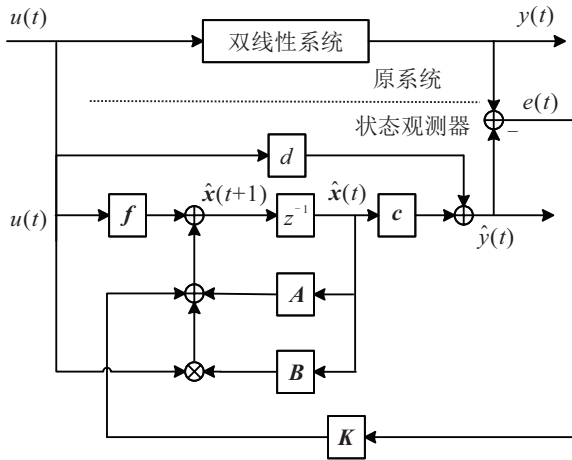 u(t) 双线性系统 y(t)
原系统
状态观测器 − e(t)
d
u(t) f x̂(t+1) z⁻¹ x̂(t) c ŷ(t)
A
B
K